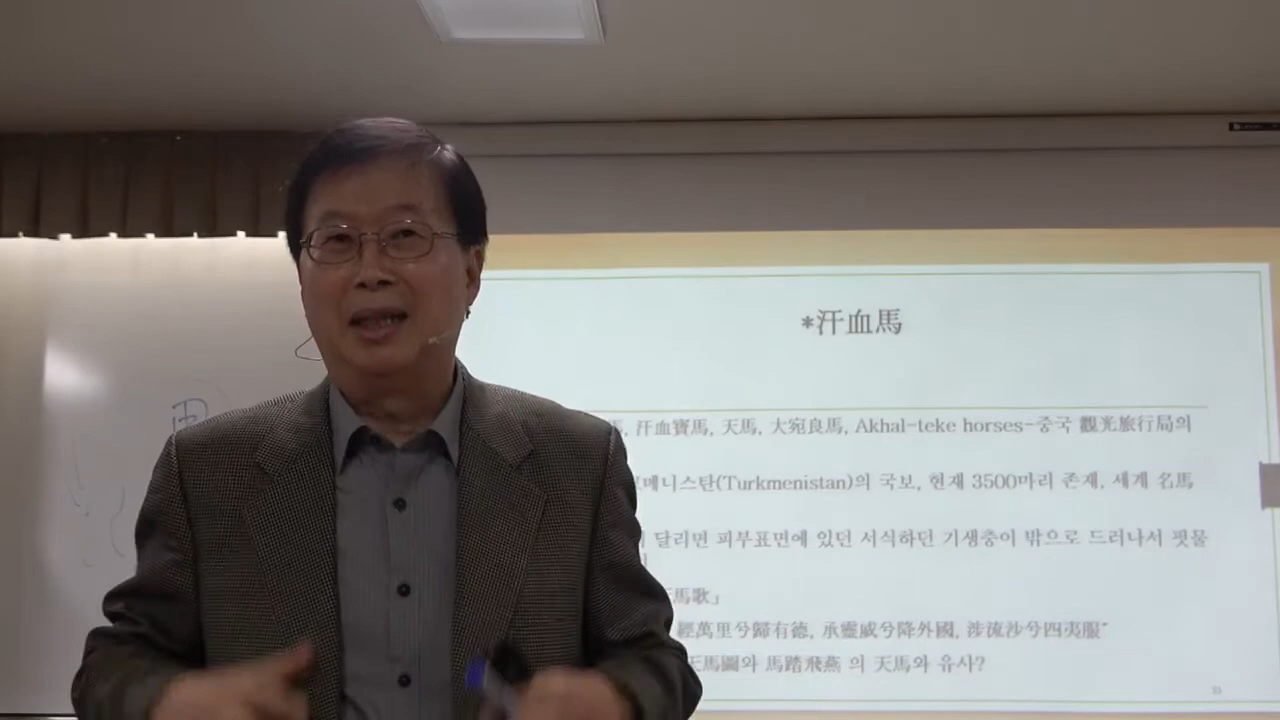 *汗血馬
汗血寶馬, 天馬, 大宛良馬, Akhal-teke horses-중국 觀光旅行局의
메니스탄(Turkmenistan)의 국보, 현재 3500마리 존재, 세계 名馬
달리면 피부표면에 있던 서식하던 기생충이 밖으로 드러나서 핏물
馬歌」
經萬里兮歸有德, 承靈威兮降外國, 涉流沙兮四夷服"
天馬圖와 馬踏飛燕 의 天馬와 유사?